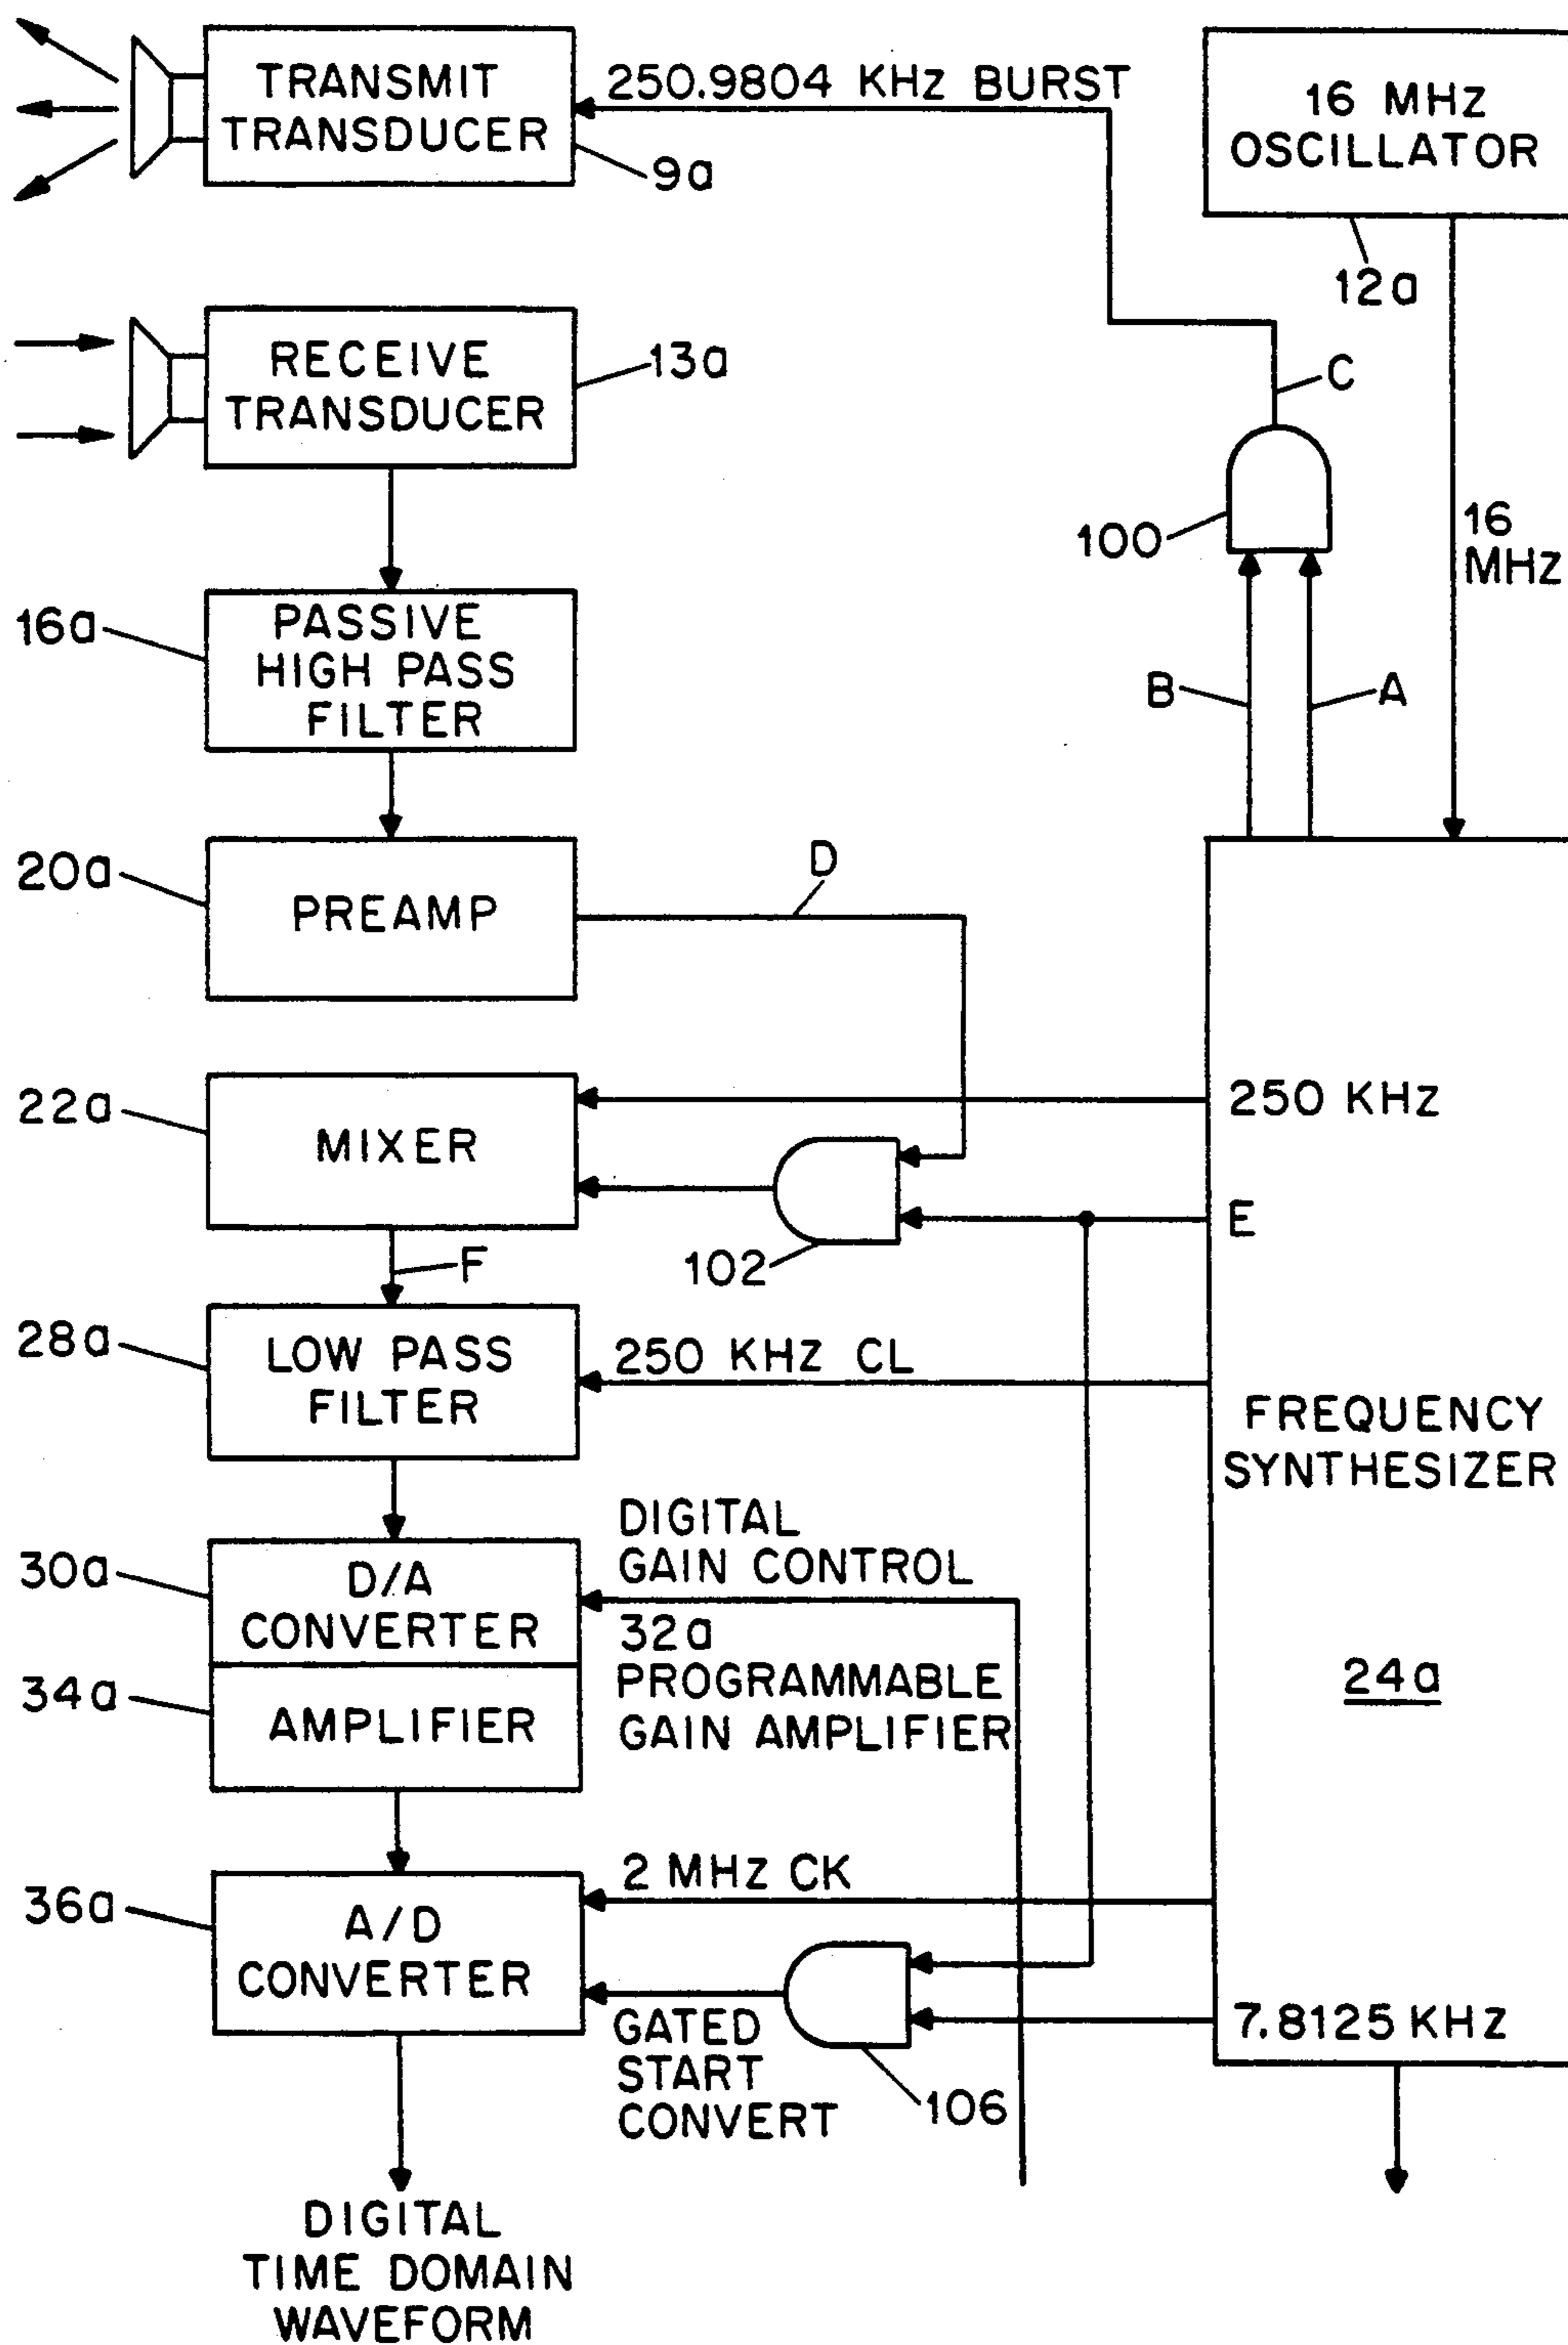 TRANSMIT
TRANSDUCER
9a
250.9804 KHz BURST
16 MHz
OSCILLATOR
12a
RECEIVE
TRANSDUCER
13a
C
100
16
MHz
16a
PASSIVE
HIGH PASS
FILTER
B
A
20a
PREAMP
D
22a
MIXER
250 KHz
E
102
F
28a
LOW PASS
FILTER
250 KHz CL
FREQUENCY
SYNTHESIZER
24a
30a
D/A
CONVERTER
DIGITAL
GAIN CONTROL
32a
PROGRAMMABLE
GAIN AMPLIFIER
34a
AMPLIFIER
36a
A/D
CONVERTER
2 MHz CK
GATED
START
CONVERT
106
7.8125 KHz
DIGITAL
TIME DOMAIN
WAVEFORM